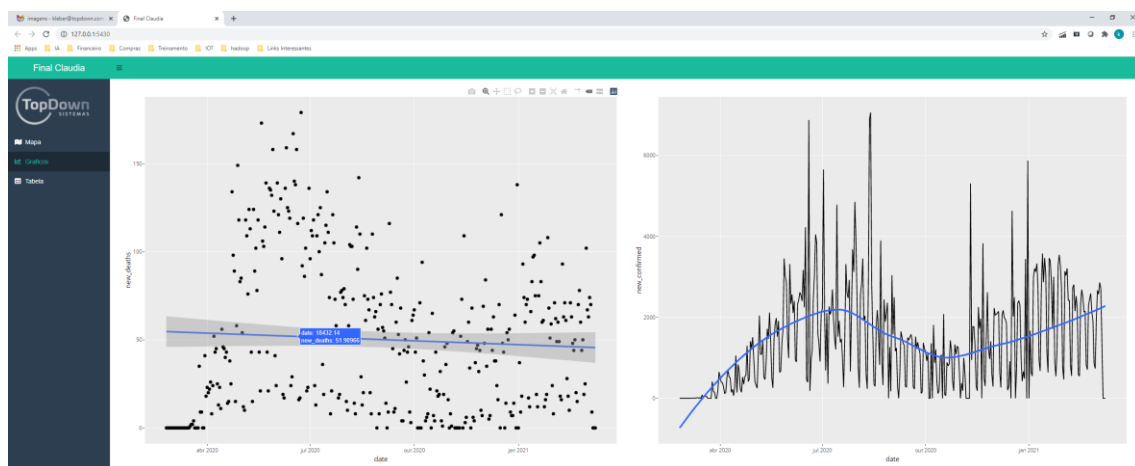 imagens - kleber@topdown.com
Final Claudia
127.0.0.1:5430
Apps
IA
Financeiro
Compras
Treinamento
IOT
hadoop
Links Interessantes
Final Claudia
TopDown
SISTEMAS
Mapa
Graficos
Tabela
new_deaths
150
100
50
0
date: 18432.14
new_deaths: 51.98966
abr 2020
jul 2020
out 2020
jan 2021
date
new_confirmed
6000
4000
2000
0
abr 2020
jul 2020
out 2020
jan 2021
date